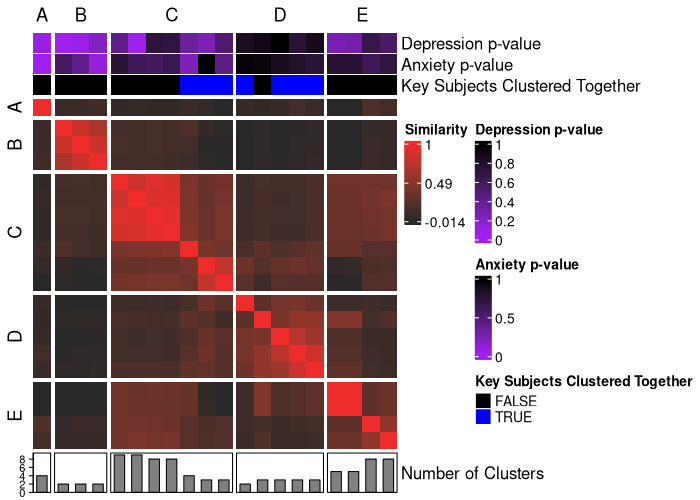 A B C D E
Depression p-value
Anxiety p-value
Key Subjects Clustered Together
A
B
C
D
E
Similarity
1
0.49
-0.014
Depression p-value
1
0.8
0.6
0.4
0.2
0
Anxiety p-value
1
0.5
0
Key Subjects Clustered Together
FALSE
TRUE
8
6
4
2
0
Number of Clusters